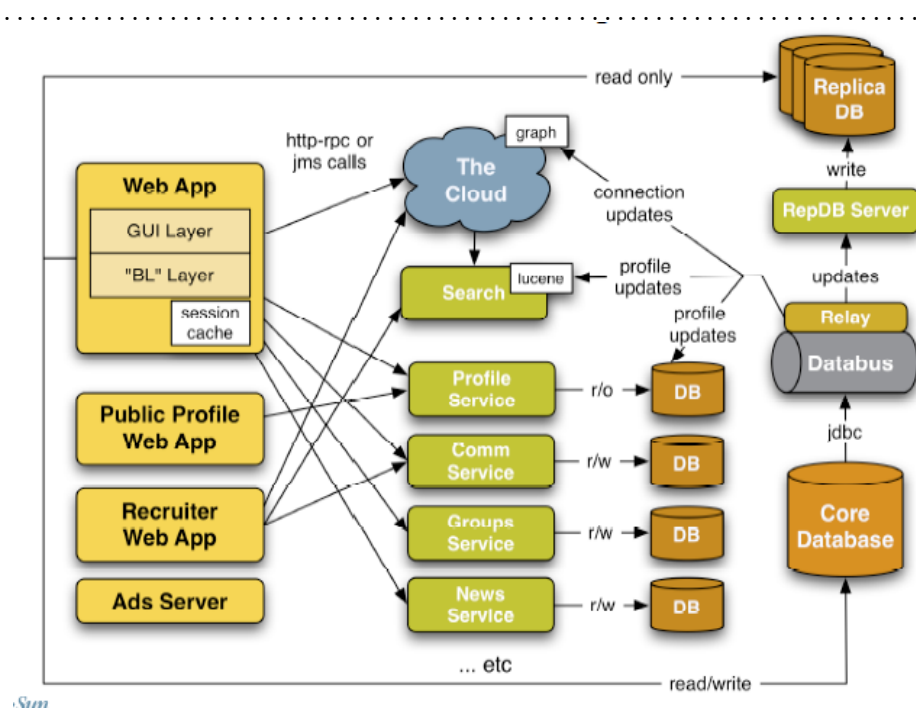 read only
Replica
DB
http-rpc or
jms calls
graph
The
Cloud
connection
updates
write
RepDB Server
Web App
GUI Layer
"BL" Layer
session
cache
Search
lucene
profile
updates
updates
profile
updates
Relay
Databus
Profile
Service
r/o
DB
jdbc
Public Profile
Web App
Comm
Service
r/w
DB
Recruiter
Web App
Core
Database
Groups
Service
r/w
DB
Ads Server
News
Service
r/w
DB
... etc
read/write
Sun